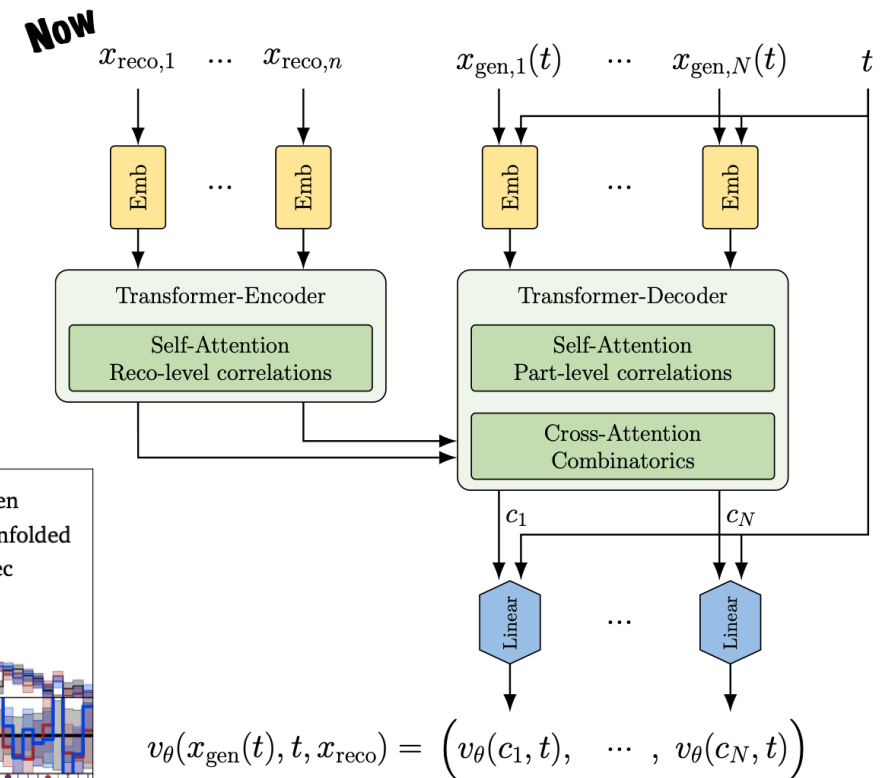 Now
x_reco,1 ... x_reco,n x_gen,1(t) ... x_gen,N(t) t
Emb ... Emb Emb ... Emb
Transformer-Encoder
Self-Attention
Reco-level correlations
Transformer-Decoder
Self-Attention
Part-level correlations
Cross-Attention
Combinatorics
c_1 c_N
Linear ... Linear
en
nfolded
ec
v_θ(x_gen(t), t, x_reco) = (v_θ(c_1, t), ... , v_θ(c_N, t))